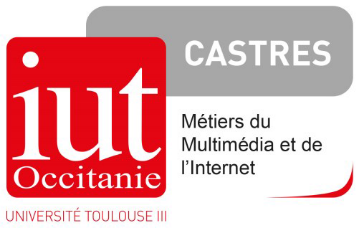 CASTRES
iut
Occitanie
Métiers du
Multimédia et de
l'Internet
UNIVERSITÉ TOULOUSE III